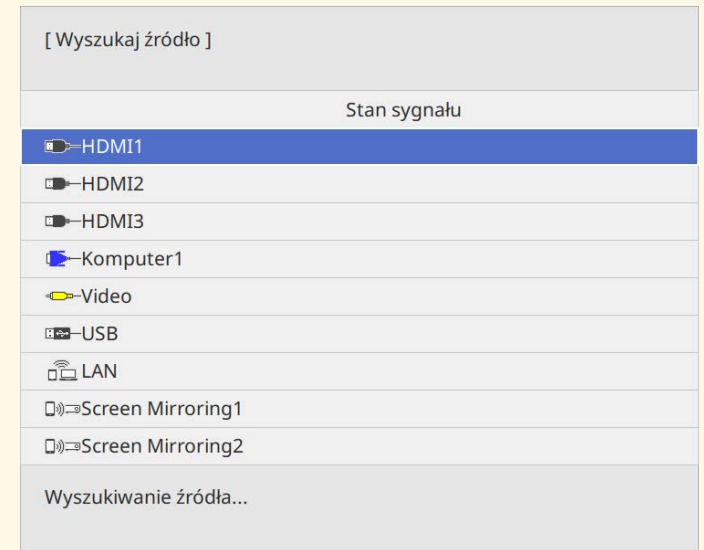 [ Wyszukaj źródło ]
Stan sygnału
HDMI1
HDMI2
HDMI3
Komputer1
Video
USB
LAN
Screen Mirroring1
Screen Mirroring2
Wyszukiwanie źródła...